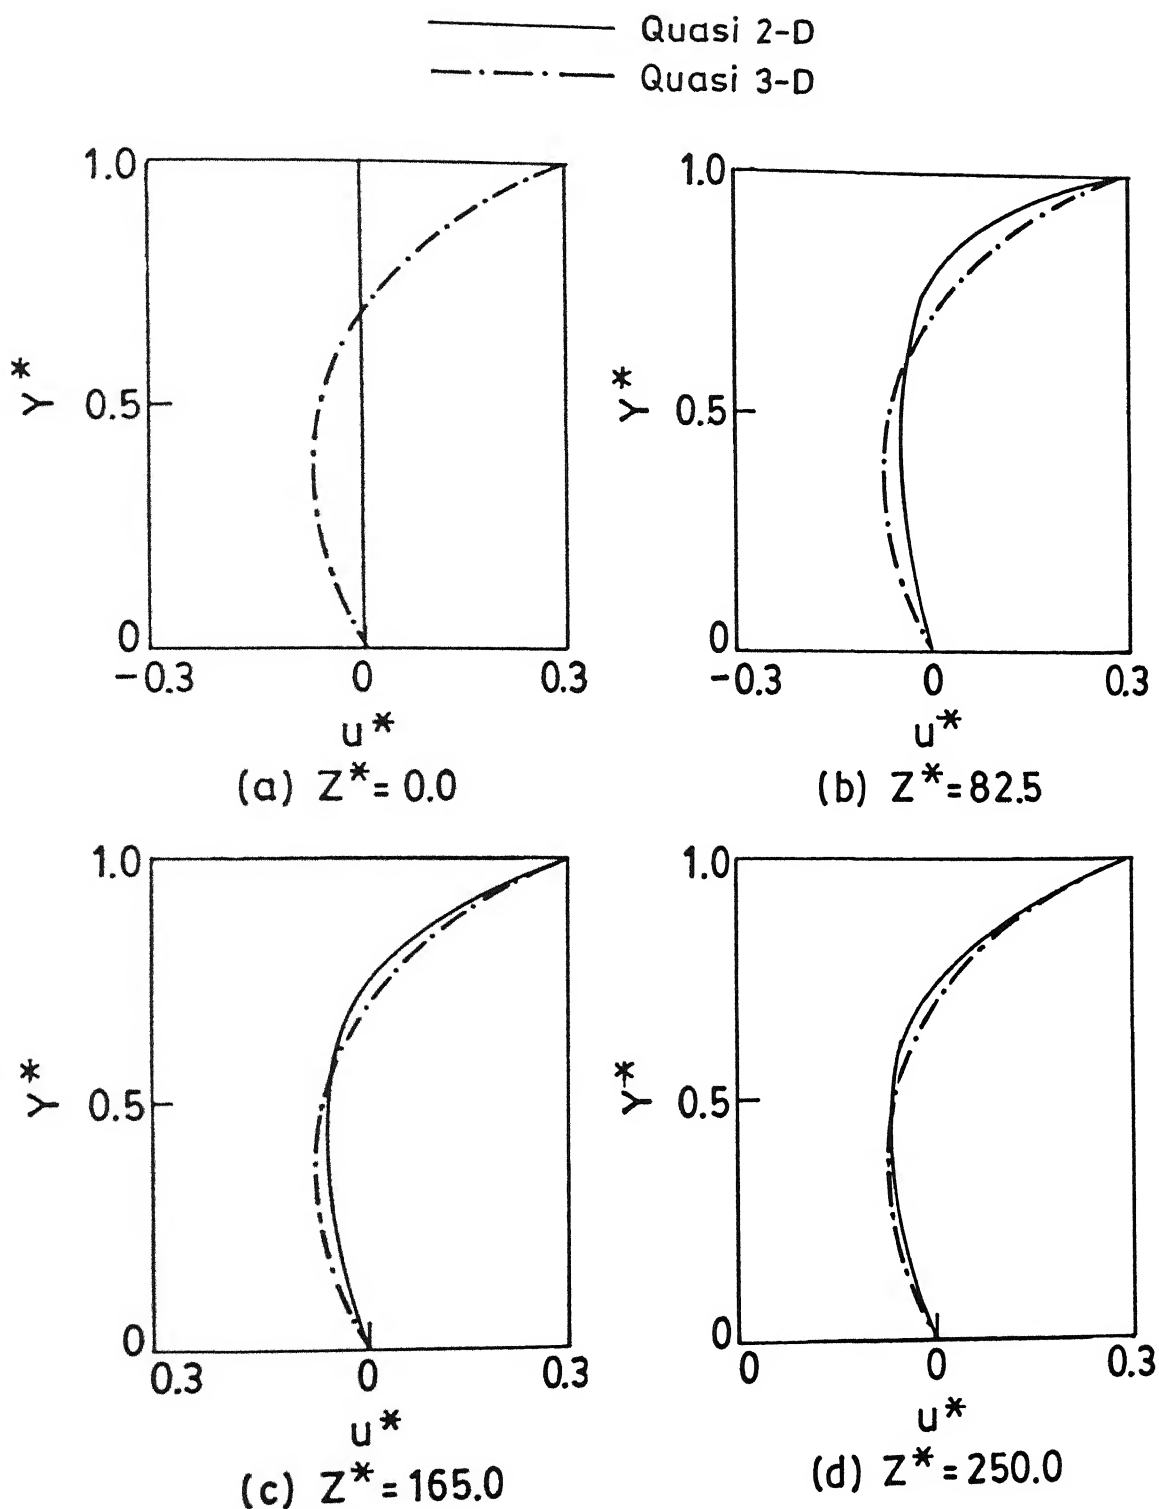 Quasi 2-D
Quasi 3-D
1.0
Y*
0.5
0
-0.3 0 0.3
u*
(a) Z*= 0.0
1.0
Y*
0.5
0
-0.3 0 0.3
u*
(b) Z*=82.5
1.0
Y*
0.5
0
0.3 0 0.3
u*
(c) Z*=165.0
1.0
Y*
0.5
0
0 0 0.3
u*
(d) Z*=250.0